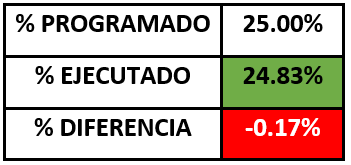 % PROGRAMADO 25.00%
% EJECUTADO 24.83%
% DIFERENCIA -0.17%